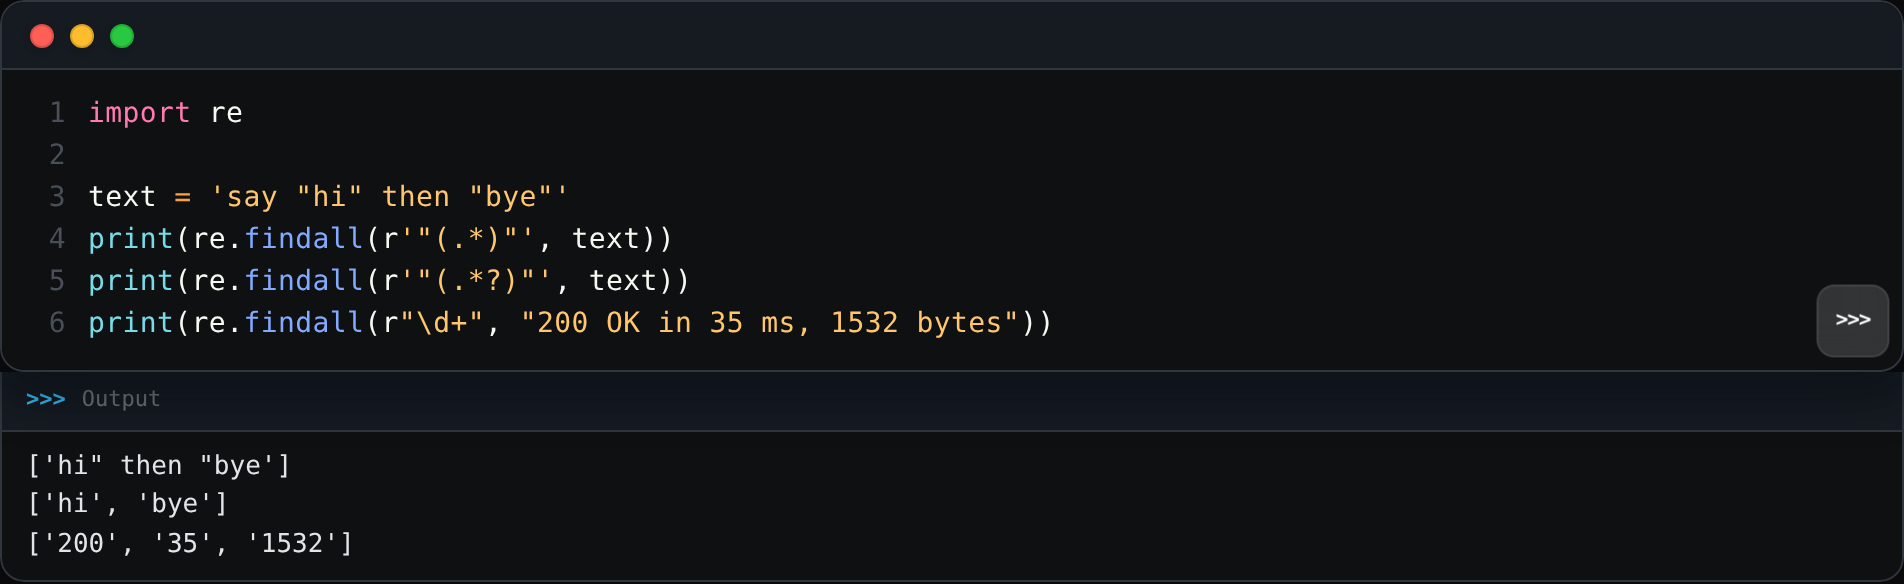 1 import re
2
3 text = 'say "hi" then "bye"'
4 print(re.findall(r'"(.*)"', text))
5 print(re.findall(r'"(.*?)"', text))
6 print(re.findall(r"\d+", "200 OK in 35 ms, 1532 bytes"))
>>>
>>> Output
['hi" then "bye']
['hi', 'bye']
['200', '35', '1532']